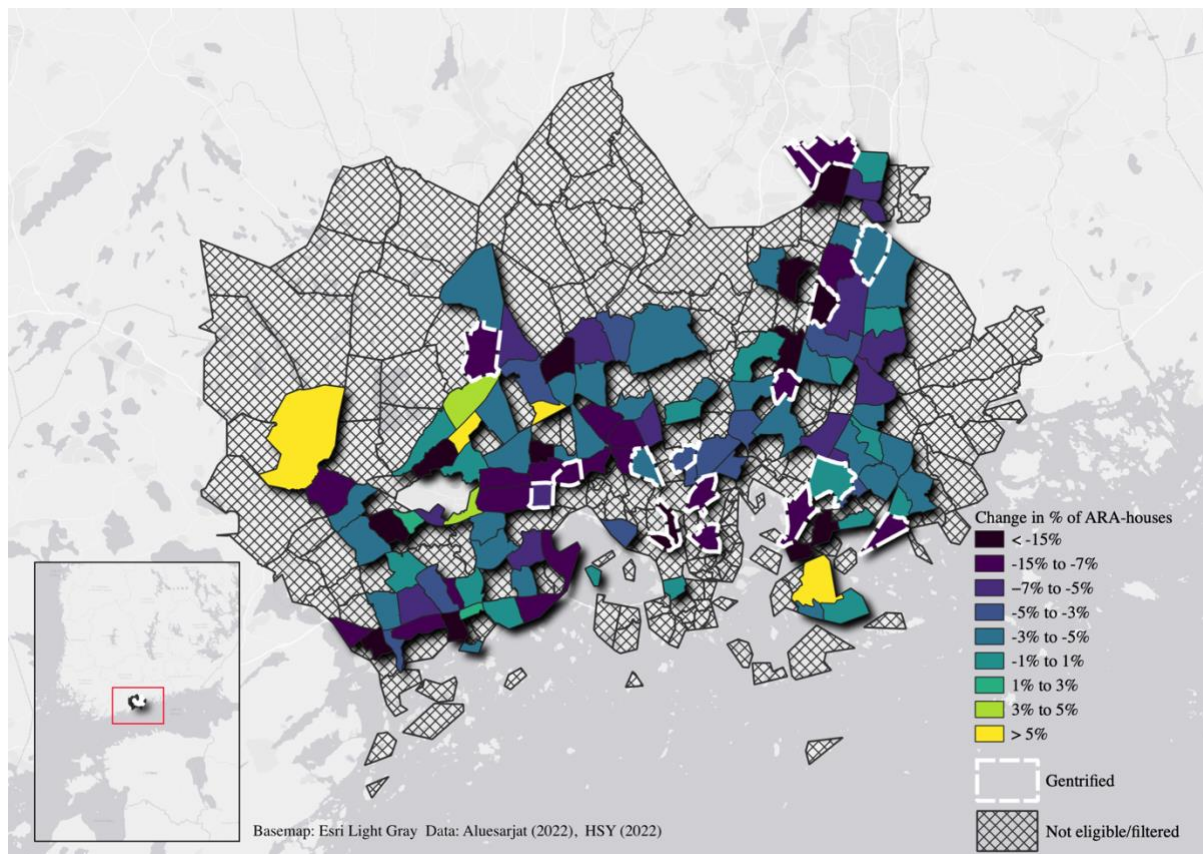 Change in % of ARA-houses
< -15%
-15% to -7%
−7% to -5%
-5% to -3%
-3% to -5%
-1% to 1%
1% to 3%
3% to 5%
> 5%
Gentrified
Not eligible/filtered
Basemap: Esri Light Gray Data: Aluesarjat (2022), HSY (2022)